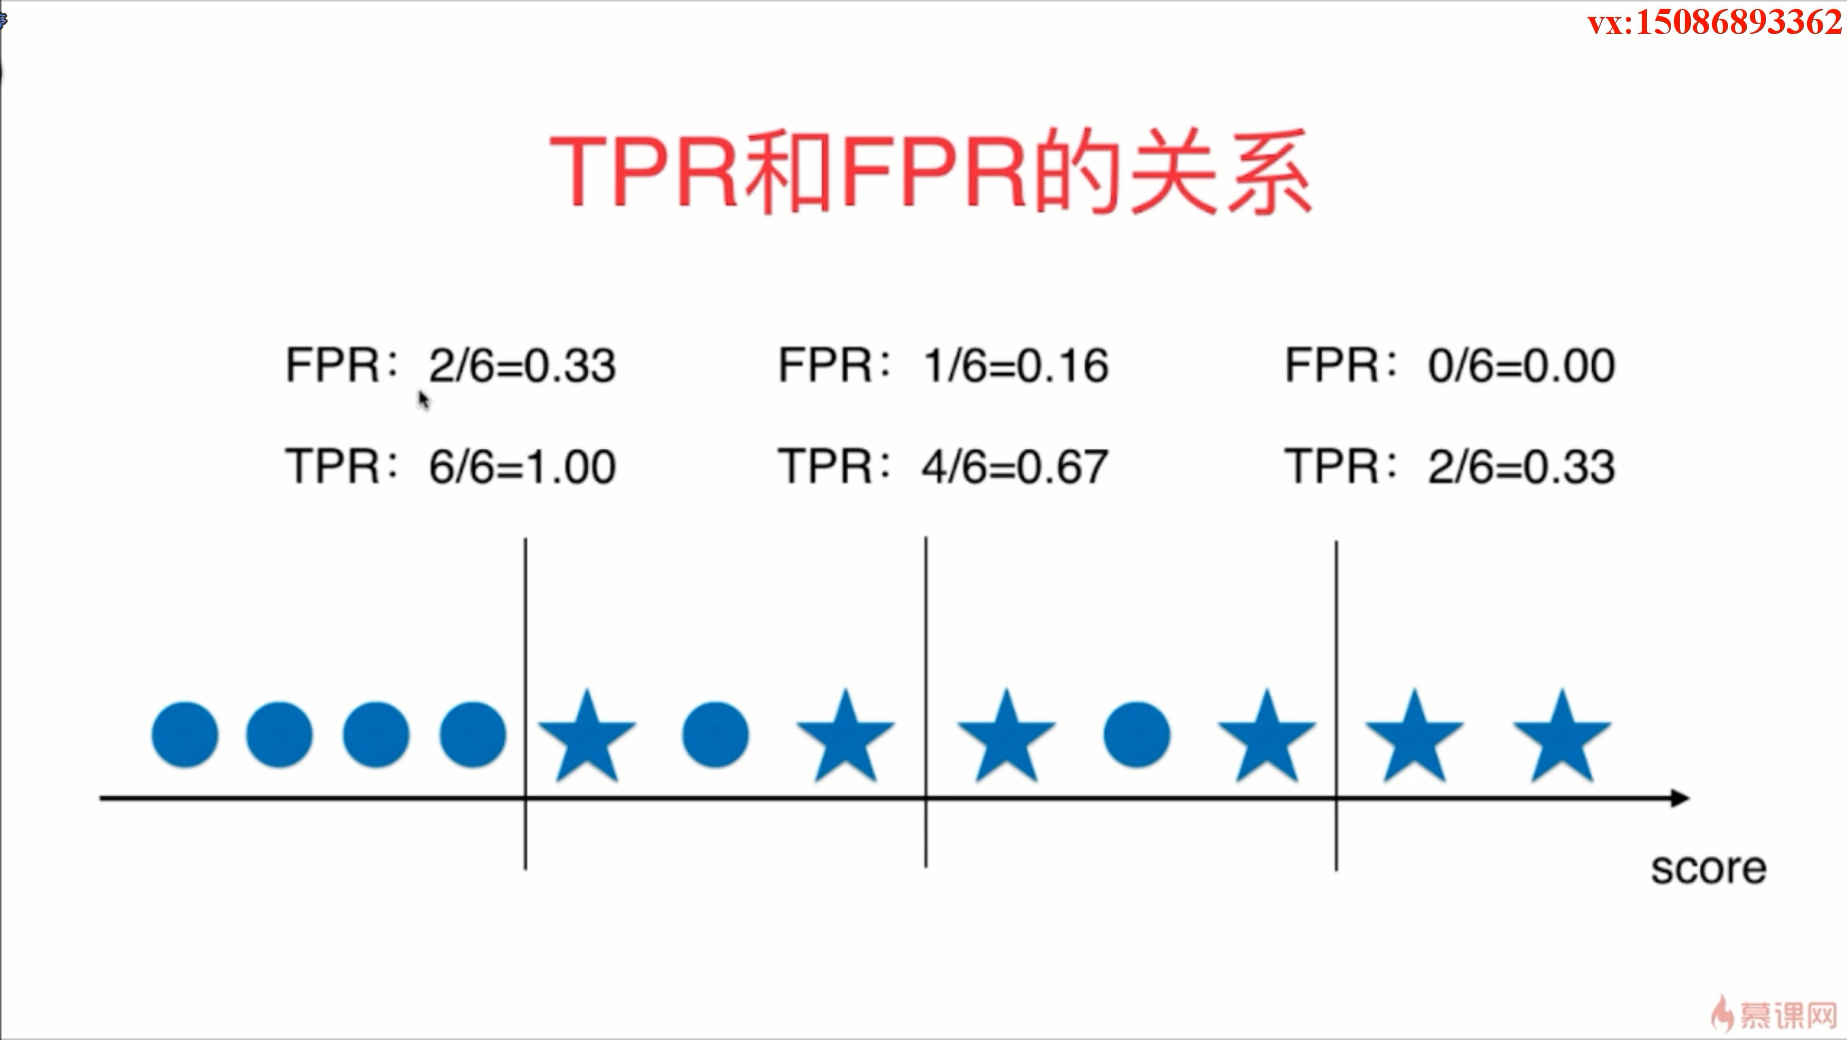 vx:15086893362
TPR和FPR的关系
FPR：2/6=0.33
TPR：6/6=1.00
FPR：1/6=0.16
TPR：4/6=0.67
FPR：0/6=0.00
TPR：2/6=0.33
score
慕课网